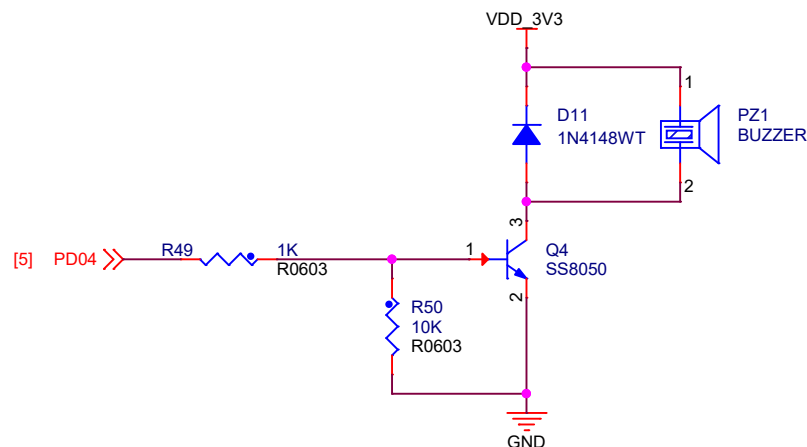 VDD_3V3
1
D11
1N4148WT
PZ1
BUZZER
2
3
[5] PD04
R49
1K
R0603
1
Q4
SS8050
2
R50
10K
R0603
GND